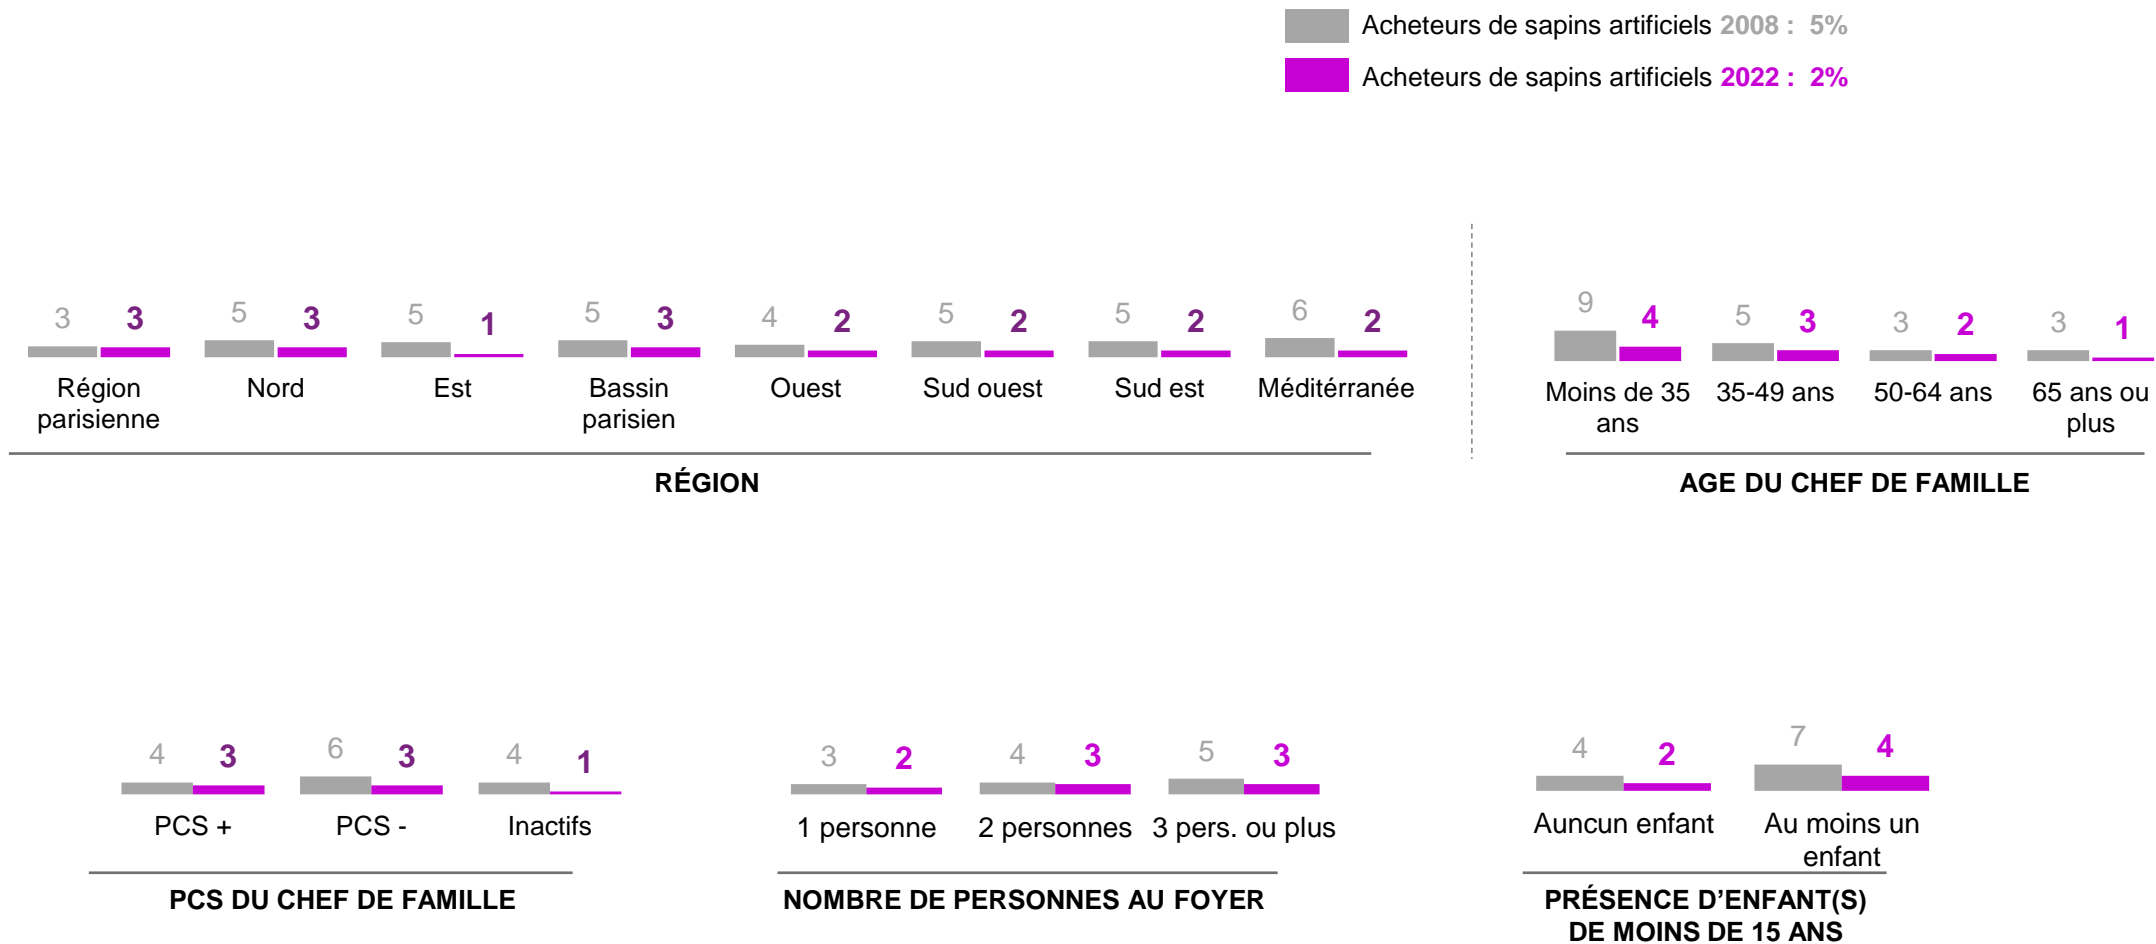 Acheteurs de sapins artificiels 2008 : 5%
Acheteurs de sapins artificiels 2022 : 2%
3 3 5 3 5 1 5 3 4 2 5 2 5 2 6 2
Région Nord Est Bassin Ouest Sud ouest Sud est Méditérranée
parisienne parisien
RÉGION
9 4 5 3 3 2 3 1
Moins de 35 35-49 ans 50-64 ans 65 ans ou
ans plus
AGE DU CHEF DE FAMILLE
4 3 6 3 4 1
PCS + PCS - Inactifs
PCS DU CHEF DE FAMILLE
3 2 4 3 5 3
1 personne 2 personnes 3 pers. ou plus
NOMBRE DE PERSONNES AU FOYER
4 2 7 4
Auncun enfant Au moins un
enfant
PRÉSENCE D'ENFANT(S)
DE MOINS DE 15 ANS